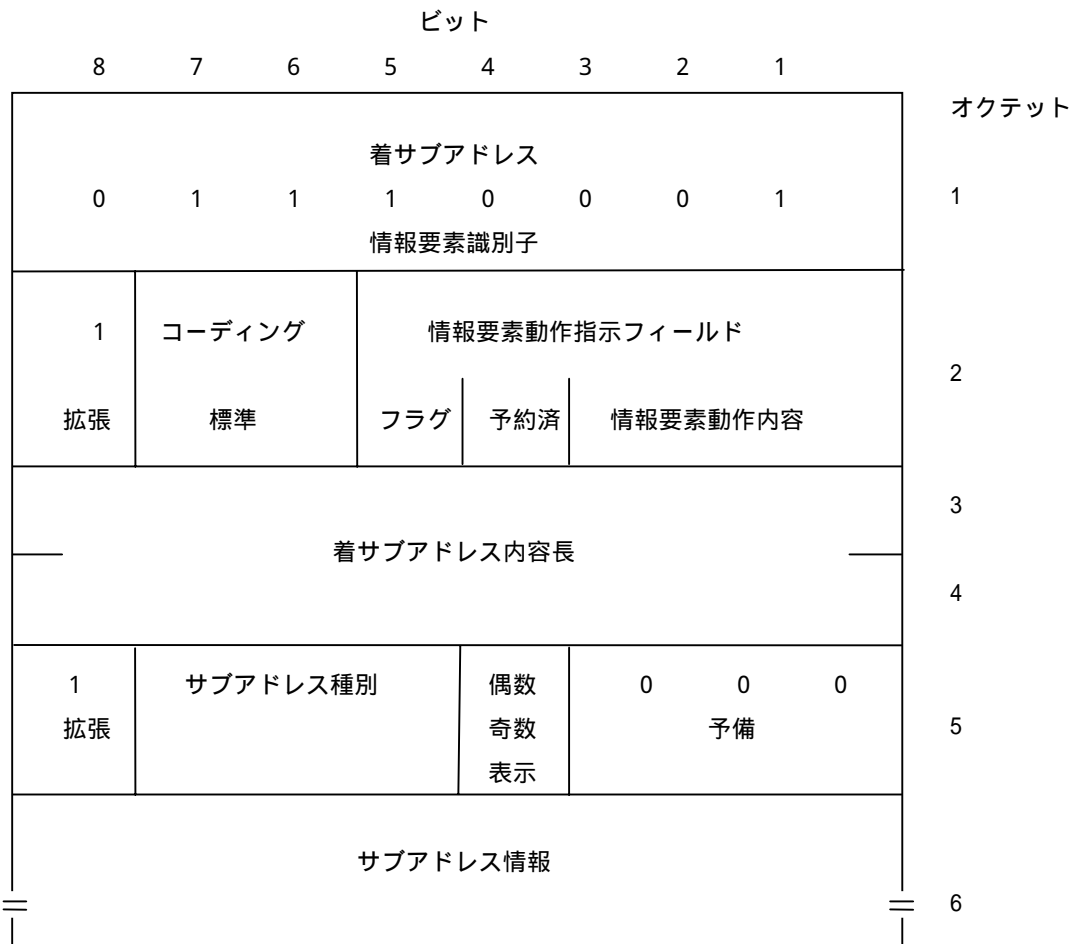 ビット
8 7 6 5 4 3 2 1
オクテット
着サブアドレス
0 1 1 1 0 0 0 1 1
情報要素識別子
1 コーディング 情報要素動作指示フィールド
2
拡張 標準 フラグ 予約済 情報要素動作内容
3
着サブアドレス内容長
4
1 サブアドレス種別 偶数 0 0 0
拡張 奇数 予備 5
表示
サブアドレス情報
6